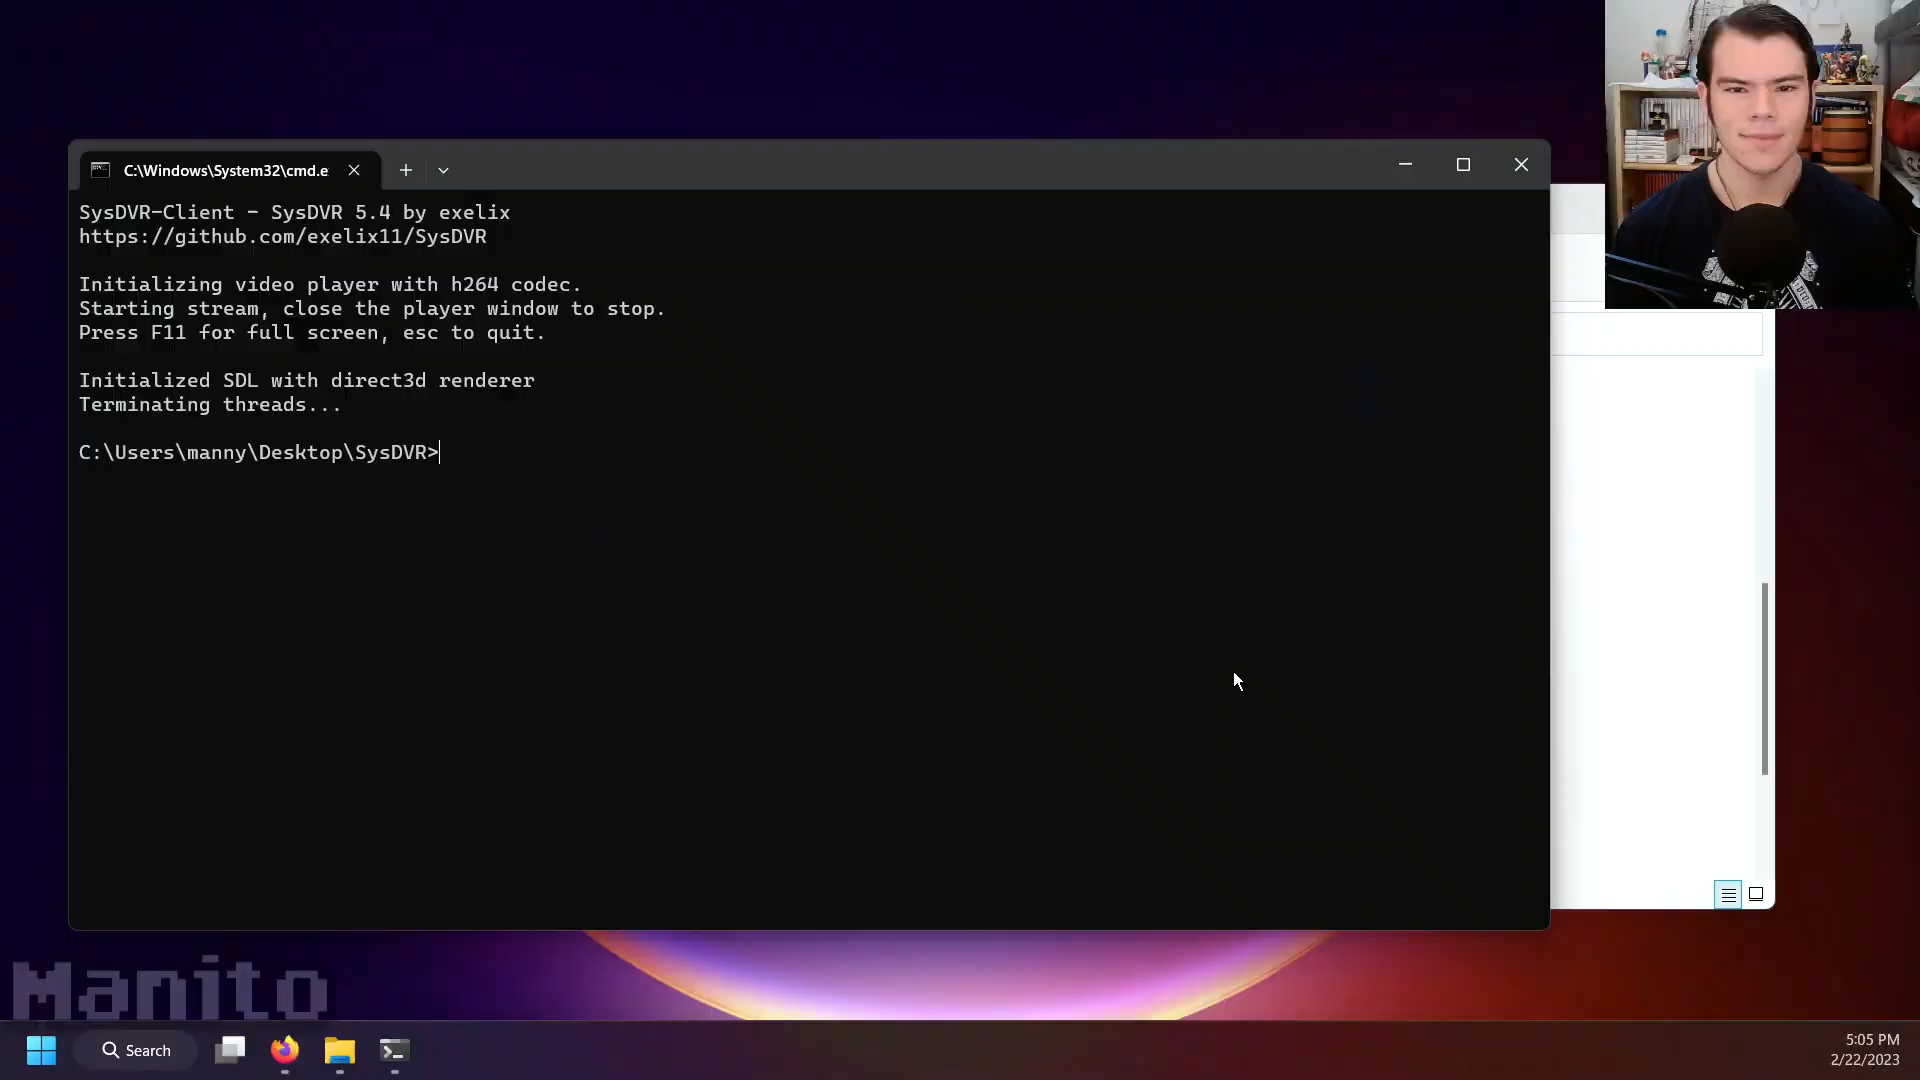 C:\Windows\System32\cmd.e
SysDVR-Client - SysDVR 5.4 by exelix
https://github.com/exelix11/SysDVR
Initializing video player with h264 codec.
Starting stream, close the player window to stop.
Press F11 for full screen, esc to quit.
Initialized SDL with direct3d renderer
Terminating threads...
C:\Users\manny\Desktop\SysDVR>
Manito
Search
5:05 PM
2/22/2023